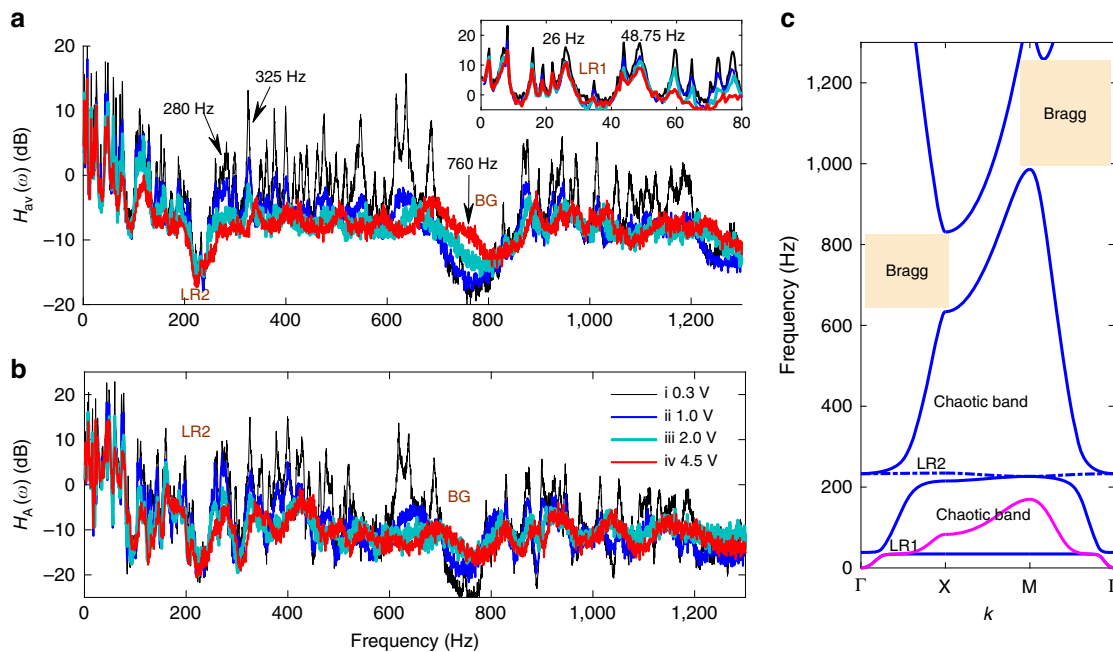 a
20
10
0
−10
−20
H_av (ω) (dB)
280 Hz
325 Hz
760 Hz
BG
LR2
0
200
400
600
800
1,000
1,200
20
10
0
26 Hz
48.75 Hz
LR1
0
20
40
60
80
b
20
10
0
−10
−20
H_A (ω) (dB)
LR2
BG
i 0.3 V
ii 1.0 V
iii 2.0 V
iv 4.5 V
0
200
400
600
800
1,000
1,200
Frequency (Hz)
c
1,200
1,000
800
600
400
200
0
Frequency (Hz)
Bragg
Bragg
Chaotic band
LR2
Chaotic band
LR1
Γ
X
M
Γ
k